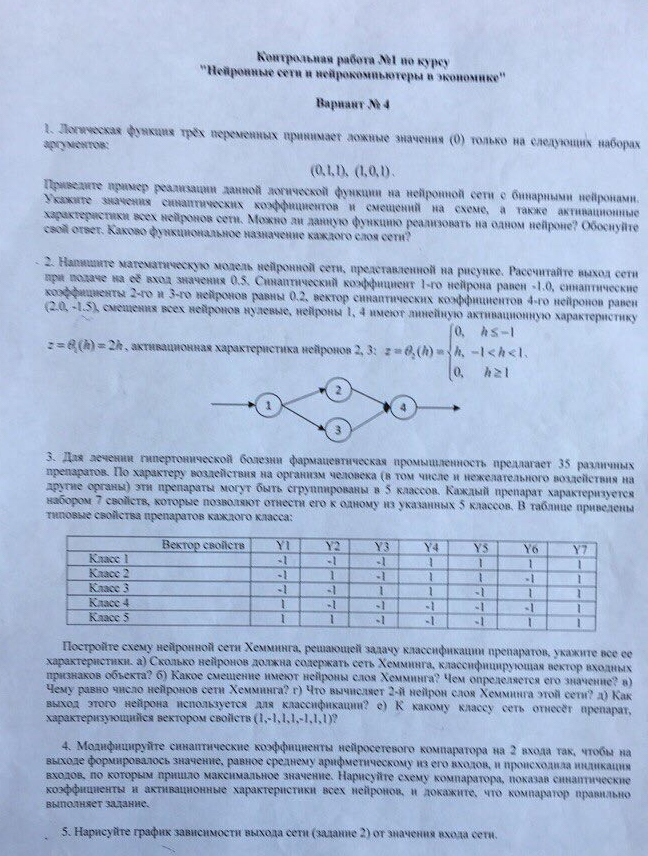 Контрольная работа №1 по курсу
"Нейронные сети и нейрокомпьютеры в экономике"
Вариант № 4
1. Логическая функция трёх переменных принимает ложные значения (0) только на следующих наборах
аргументов:
(0,1,1), (1,0,1).
Приведите пример реализации данной логической функции на нейронной сети с бинарными нейронами.
Укажите значения синаптических коэффициентов и смещений на схеме, а также активационные
характеристики всех нейронов сети. Можно ли данную функцию реализовать на одном нейроне? Обоснуйте
свой ответ. Каково функциональное назначение каждого слоя сети?
2. Напишите математическую модель нейронной сети, представленной на рисунке. Рассчитайте выход сети
при подаче на её вход значения 0.5. Синаптический коэффициент 1-го нейрона равен -1.0, синаптические
коэффициенты 2-го и 3-го нейронов равны 0.2, вектор синаптических коэффициентов 4-го нейронов равен
(2.0, -1.5), смещения всех нейронов нулевые, нейроны 1, 4 имеют линейную активационную характеристику
z = θ₁(h) = 2h, активационная характеристика нейронов 2, 3: z = θ₂(h) = { 0, h ≤ -1
h, -1 < h < 1.
0, h ≥ 1
2
1
4
3
3. Для лечении гипертонической болезни фармацевтическая промышленность предлагает 35 различных
препаратов. По характеру воздействия на организм человека (в том числе и нежелательного воздействия на
другие органы) эти препараты могут быть сгруппированы в 5 классов. Каждый препарат характеризуется
набором 7 свойств, которые позволяют отнести его к одному из указанных 5 классов. В таблице приведены
типовые свойства препаратов каждого класса:
Вектор свойств Y1 Y2 Y3 Y4 Y5 Y6 Y7
Класс 1 -1 -1 -1 1 1 1 1
Класс 2 -1 1 -1 1 1 -1 1
Класс 3 -1 -1 1 1 -1 1 1
Класс 4 1 -1 -1 -1 -1 -1 1
Класс 5 1 1 -1 -1 -1 1 1
Постройте схему нейронной сети Хемминга, решающей задачу классификации препаратов, укажите все ее
характеристики. а) Сколько нейронов должна содержать сеть Хемминга, классифицирующая вектор входных
признаков объекта? б) Какое смещение имеют нейроны слоя Хемминга? Чем определяется его значение? в)
Чему равно число нейронов сети Хемминга? г) Что вычисляет 2-й нейрон слоя Хемминга этой сети? д) Как
выход этого нейрона используется для классификации? е) К какому классу сеть отнесёт препарат,
характеризующийся вектором свойств (1,-1,1,1,-1,1,1)?
4. Модифицируйте синаптические коэффициенты нейросетевого компаратора на 2 входа так, чтобы на
выходе формировалось значение, равное среднему арифметическому из его входов, и происходила индикация
входов, по которым пришло максимальное значение. Нарисуйте схему компаратора, показав синаптические
коэффициенты и активационные характеристики всех нейронов, и докажите, что компаратор правильно
выполняет задание.
5. Нарисуйте график зависимости выхода сети (задание 2) от значения входа сети.